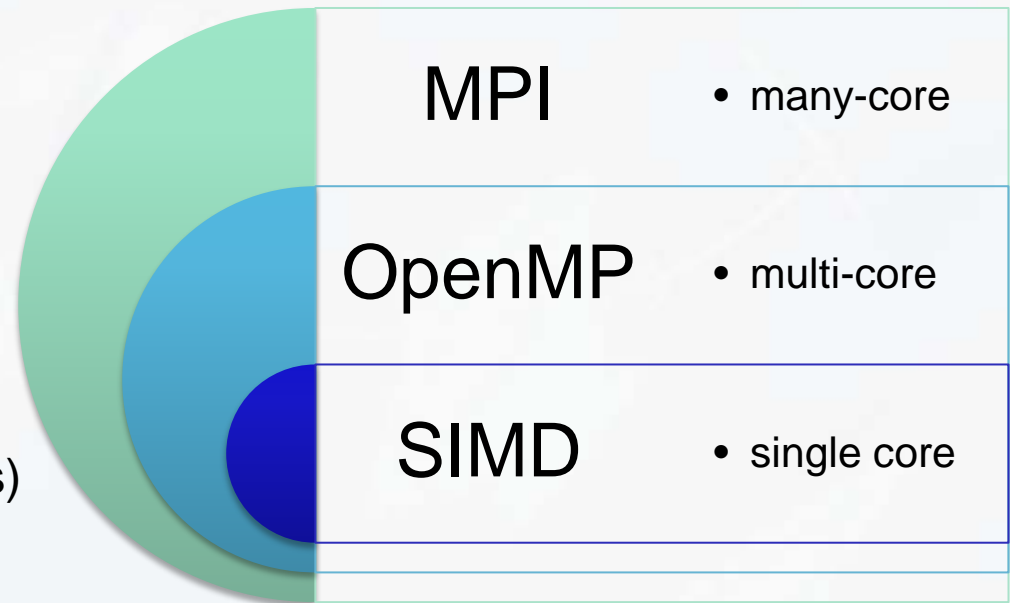 MPI • many-core
OpenMP • multi-core
SIMD • single core
s)